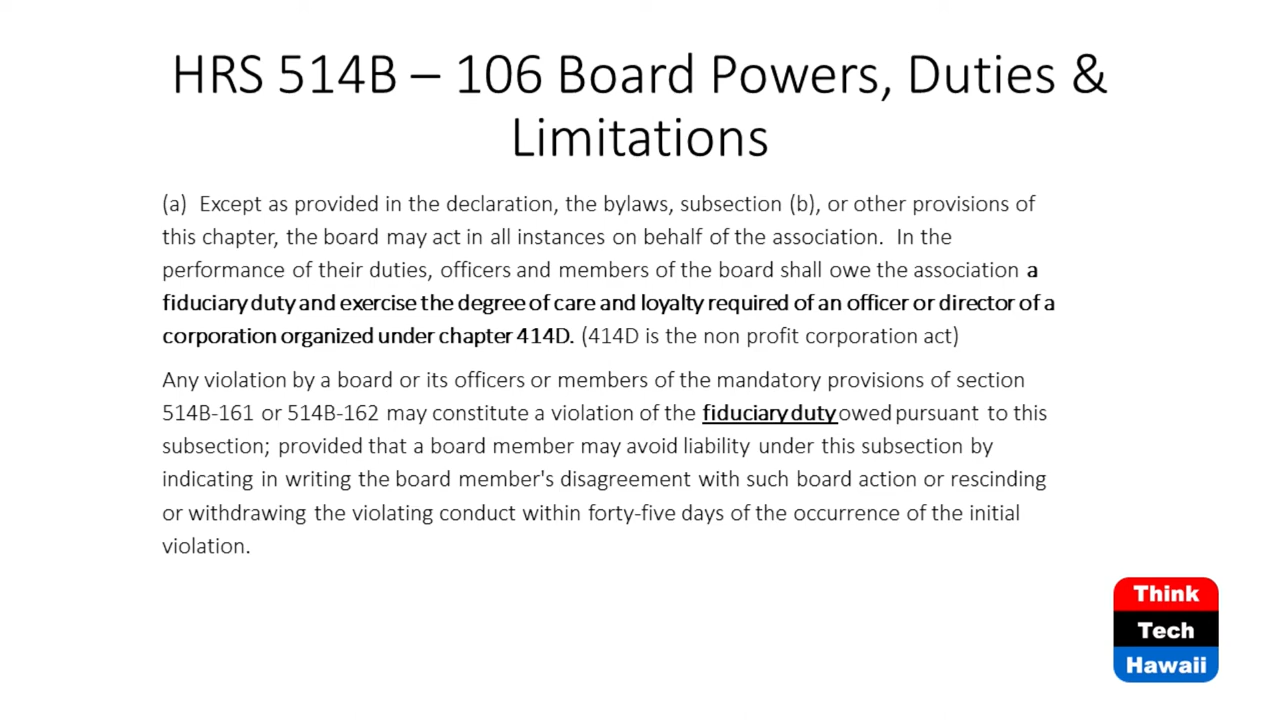 HRS 514B – 106 Board Powers, Duties &
Limitations
(a)  Except as provided in the declaration, the bylaws, subsection (b), or other provisions of
this chapter, the board may act in all instances on behalf of the association.  In the
performance of their duties, officers and members of the board shall owe the association a
fiduciary duty and exercise the degree of care and loyalty required of an officer or director of a
corporation organized under chapter 414D. (414D is the non profit corporation act)
Any violation by a board or its officers or members of the mandatory provisions of section
514B-161 or 514B-162 may constitute a violation of the fiduciary duty owed pursuant to this
subsection; provided that a board member may avoid liability under this subsection by
indicating in writing the board member's disagreement with such board action or rescinding
or withdrawing the violating conduct within forty-five days of the occurrence of the initial
violation.
Think
Tech
Hawaii